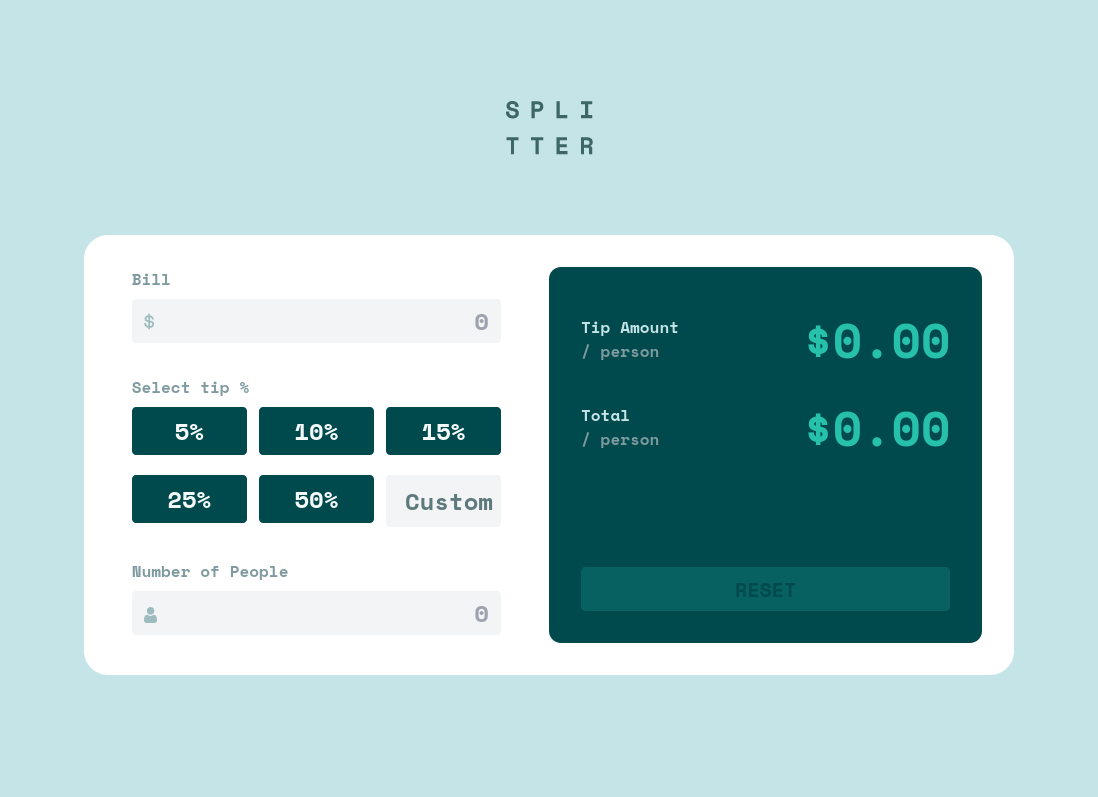 SPLI
TTER
Bill
$ 0
Select tip %
5% 10% 15%
25% 50% Custom
Number of People
0
Tip Amount
/ person
$0.00
Total
/ person
$0.00
RESET